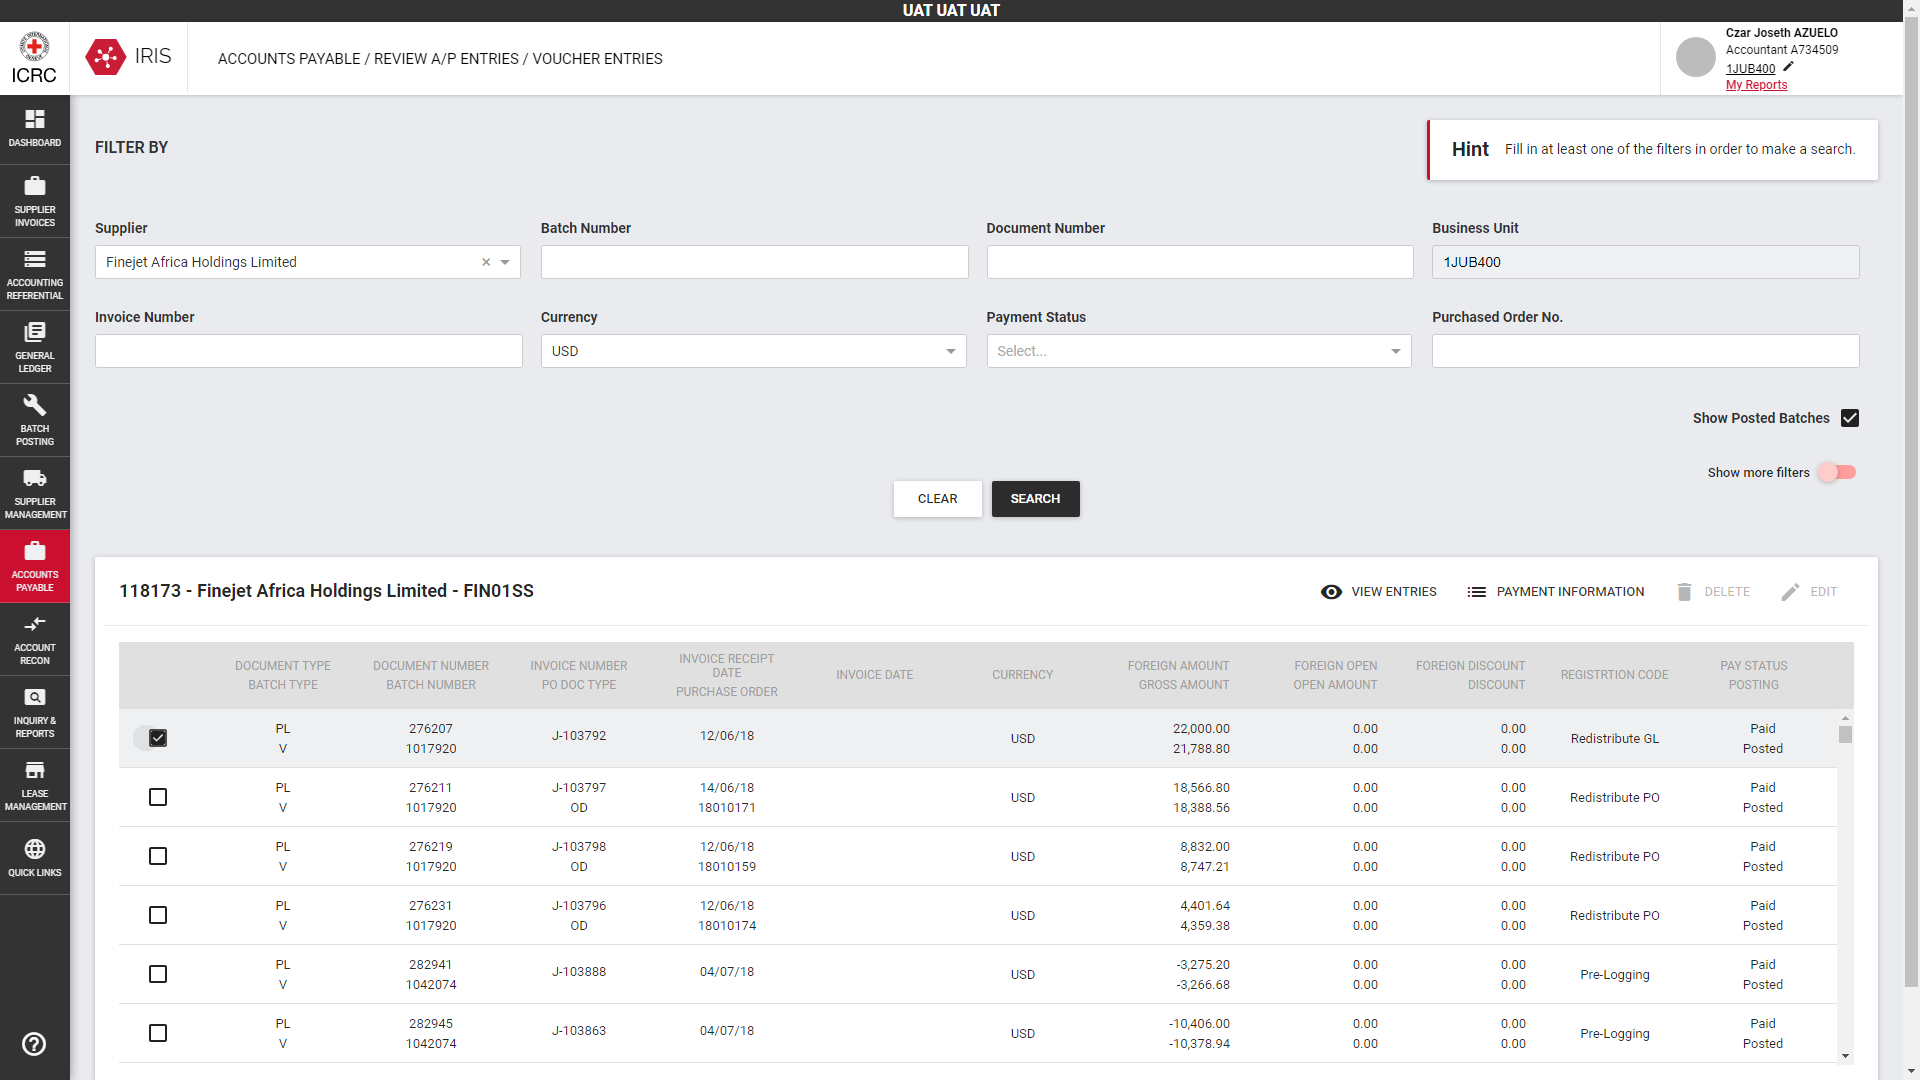 UAT UAT UAT
ICRC
IRIS
ACCOUNTS PAYABLE / REVIEW A/P ENTRIES / VOUCHER ENTRIES
Czar Joseth AZUELO
Accountant A734509
1JUB400
My Reports
DASHBOARD
SUPPLIER
INVOICES
ACCOUNTING
REFERENTIAL
GENERAL
LEDGER
BATCH
POSTING
SUPPLIER
MANAGEMENT
ACCOUNTS
PAYABLE
ACCOUNT
RECON
INQUIRY &
REPORTS
LEASE
MANAGEMENT
QUICK LINKS
FILTER BY
Hint Fill in at least one of the filters in order to make a search.
Supplier Batch Number Document Number Business Unit
Finejet Africa Holdings Limited 1JUB400
Invoice Number Currency Payment Status Purchased Order No.
USD Select...
Show Posted Batches
Show more filters
CLEAR SEARCH
118173 - Finejet Africa Holdings Limited - FIN01SS VIEW ENTRIES PAYMENT INFORMATION DELETE EDIT
DOCUMENT TYPE DOCUMENT NUMBER INVOICE NUMBER INVOICE RECEIPT DATE INVOICE DATE CURRENCY FOREIGN AMOUNT FOREIGN OPEN FOREIGN DISCOUNT REGISTRTION CODE PAY STATUS
BATCH TYPE BATCH NUMBER PO DOC TYPE PURCHASE ORDER GROSS AMOUNT OPEN AMOUNT DISCOUNT POSTING
PL 276207 J-103792 12/06/18 USD 22,000.00 0.00 0.00 Redistribute GL Paid
V 1017920 21,788.80 0.00 0.00 Posted
PL 276211 J-103797 14/06/18 USD 18,566.80 0.00 0.00 Redistribute PO Paid
V 1017920 OD 18010171 18,388.56 0.00 0.00 Posted
PL 276219 J-103798 12/06/18 USD 8,832.00 0.00 0.00 Redistribute PO Paid
V 1017920 OD 18010159 8,747.21 0.00 0.00 Posted
PL 276231 J-103796 12/06/18 USD 4,401.64 0.00 0.00 Redistribute PO Paid
V 1017920 OD 18010174 4,359.38 0.00 0.00 Posted
PL 282941 J-103888 04/07/18 USD -3,275.20 0.00 0.00 Pre-Logging Paid
V 1042074 -3,266.68 0.00 0.00 Posted
PL 282945 J-103863 04/07/18 USD -10,406.00 0.00 0.00 Pre-Logging Paid
V 1042074 -10,378.94 0.00 0.00 Posted